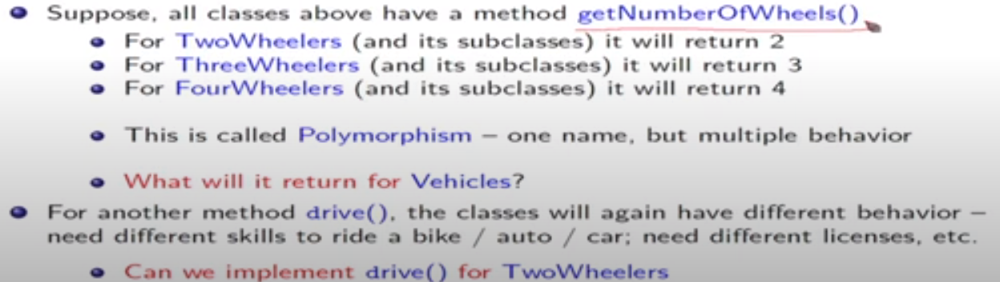 Suppose, all classes above have a method getNumberOfWheels()
For TwoWheelers (and its subclasses) it will return 2
For ThreeWheelers (and its subclasses) it will return 3
For FourWheelers (and its subclasses) it will return 4
This is called Polymorphism – one name, but multiple behavior
What will it return for Vehicles?
For another method drive(), the classes will again have different behavior –
need different skills to ride a bike / auto / car; need different licenses, etc.
Can we implement drive() for TwoWheelers